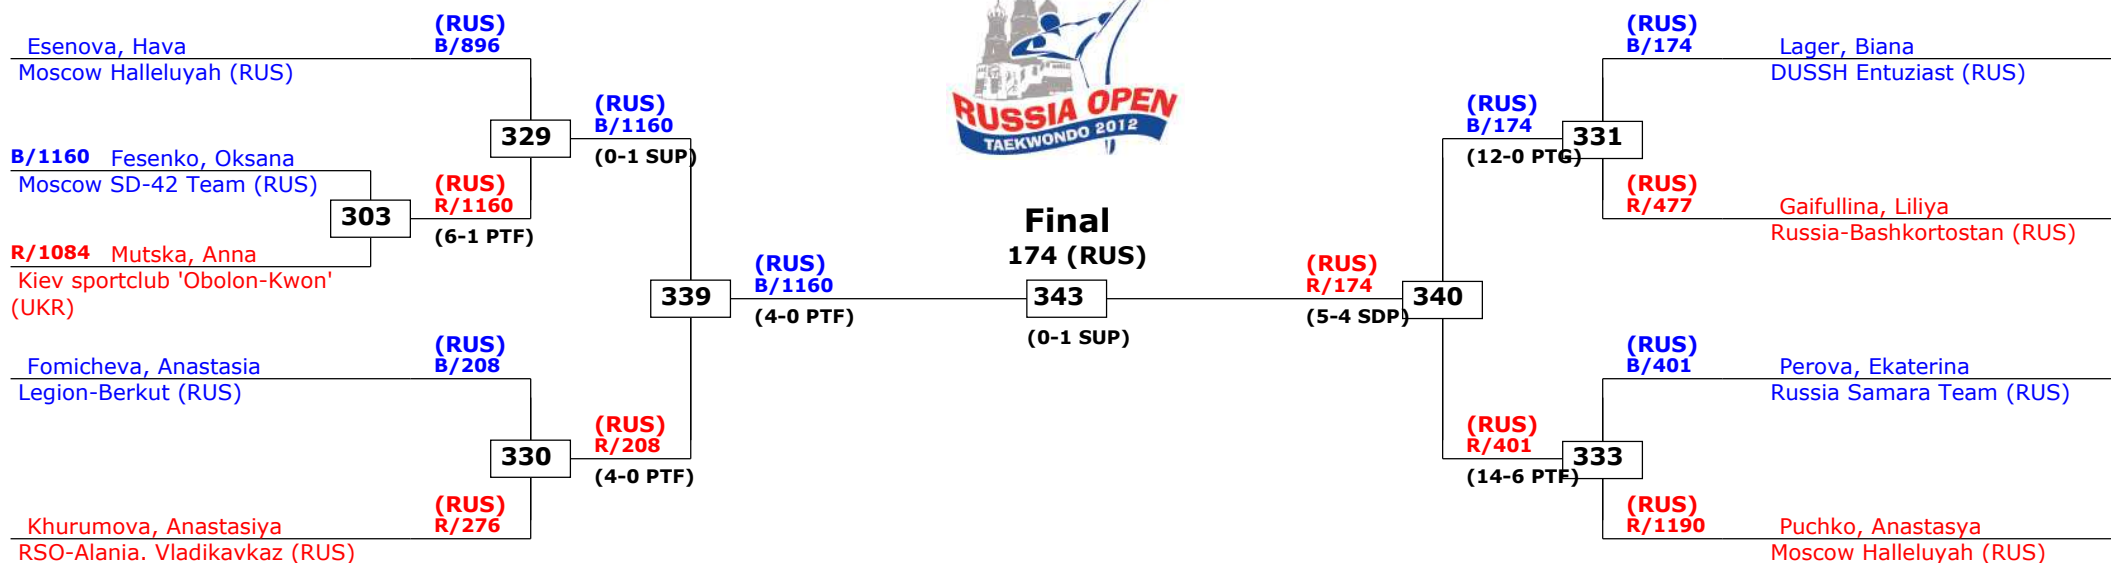 (RUS)
B/896
Esenova, Hava
Moscow Halleluyah (RUS)
329
(RUS)
B/1160
(0-1 SUP)
B/1160 Fesenko, Oksana
Moscow SD-42 Team (RUS)
303
(RUS)
R/1160
(6-1 PTF)
R/1084 Mutska, Anna
Kiev sportclub 'Obolon-Kwon'
(UKR)
339
(RUS)
B/1160
(4-0 PTF)
(RUS)
B/208
Fomicheva, Anastasia
Legion-Berkut (RUS)
330
(RUS)
R/208
(4-0 PTF)
(RUS)
R/276
Khurumova, Anastasiya
RSO-Alania. Vladikavkaz (RUS)
RUSSIA OPEN
TAEKWONDO 2012
Final
174 (RUS)
343
(0-1 SUP)
(RUS)
R/174
(5-4 SDP)
340
(RUS)
B/174
(12-0 PTG)
331
(RUS)
B/174
Lager, Biana
DUSSH Entuziast (RUS)
(RUS)
R/477
Gaifullina, Liliya
Russia-Bashkortostan (RUS)
(RUS)
R/401
(14-6 PTF)
333
(RUS)
B/401
Perova, Ekaterina
Russia Samara Team (RUS)
(RUS)
R/1190
Puchko, Anastasya
Moscow Halleluyah (RUS)